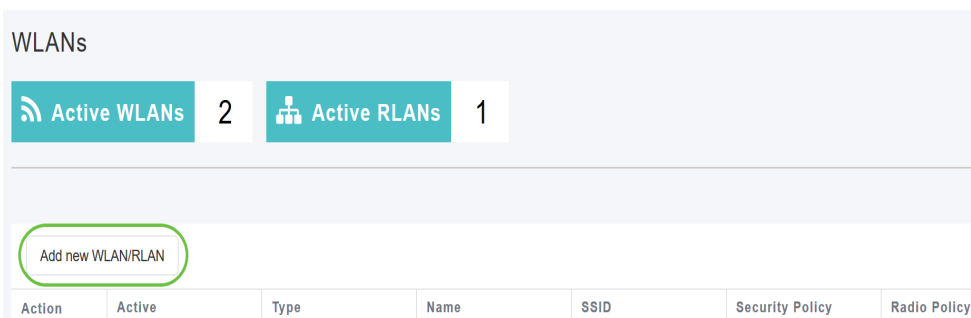 WLANs
Active WLANs 2 Active RLANs 1
Add new WLAN/RLAN
Action Active Type Name SSID Security Policy Radio Policy